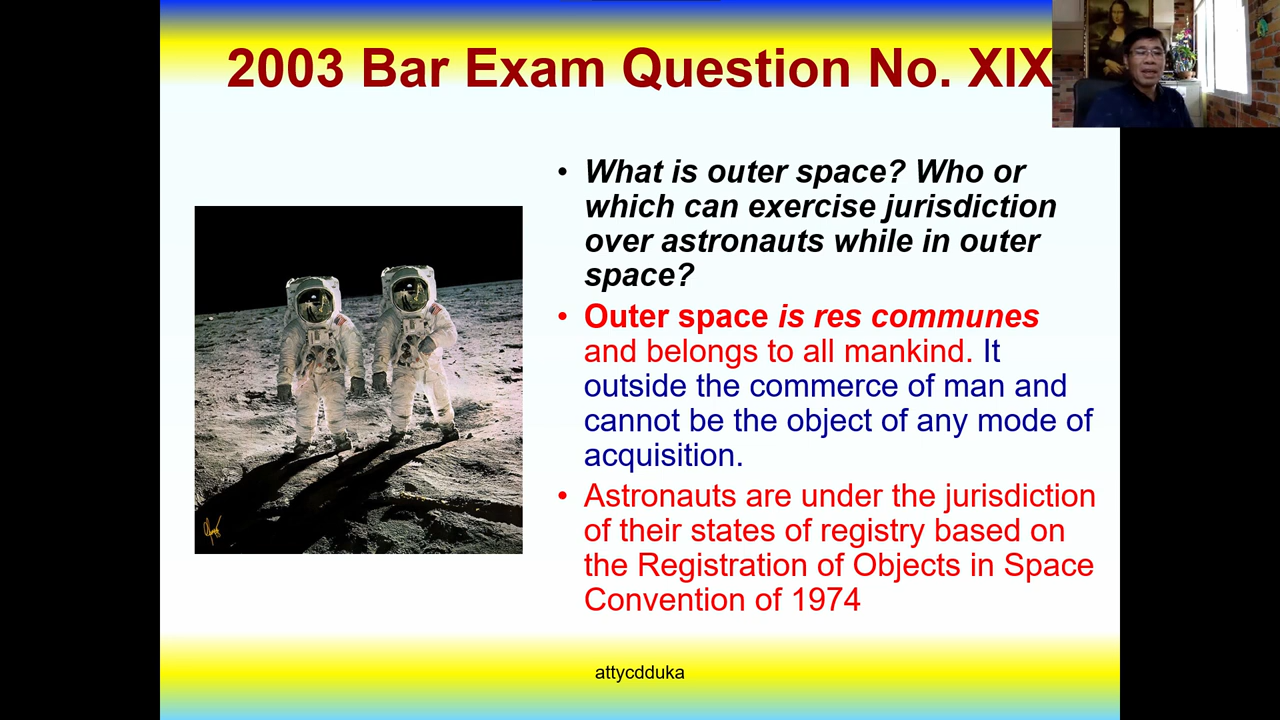 2003 Bar Exam Question No. XIX
• What is outer space? Who or
which can exercise jurisdiction
over astronauts while in outer
space?
• Outer space is res communes
and belongs to all mankind. It
outside the commerce of man and
cannot be the object of any mode of
acquisition.
• Astronauts are under the jurisdiction
of their states of registry based on
the Registration of Objects in Space
Convention of 1974
attycdduka